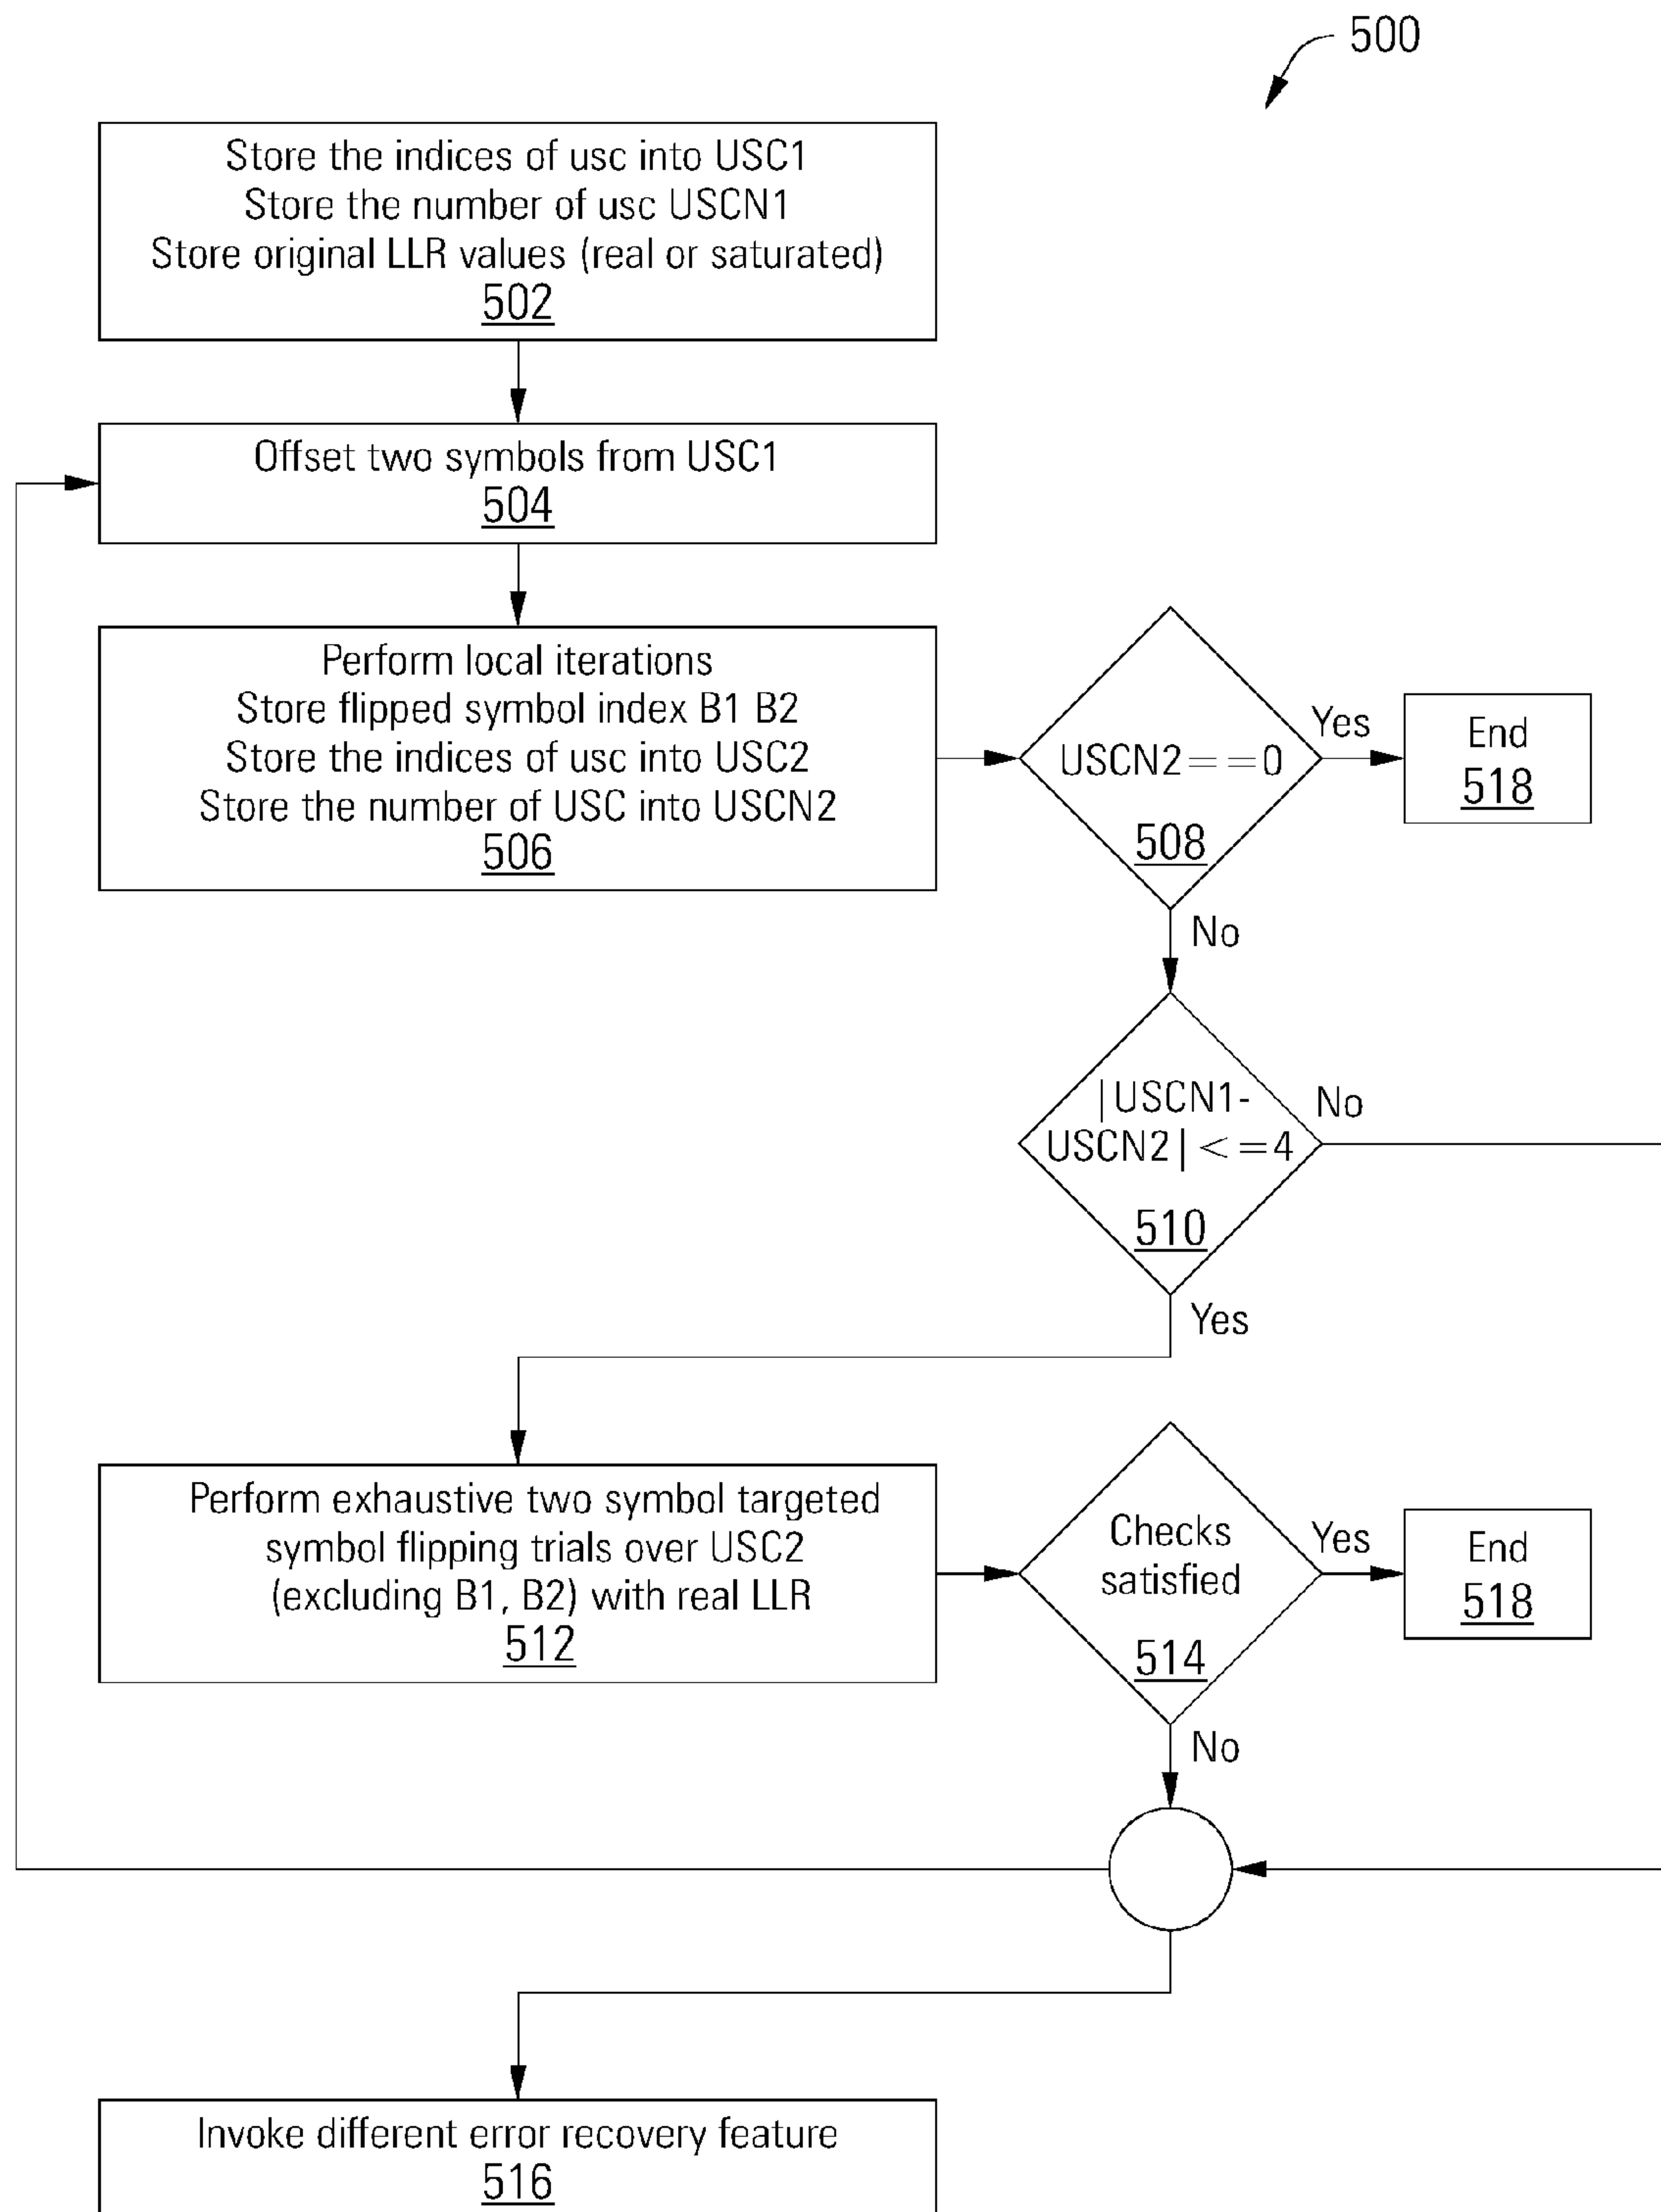 500
Store the indices of usc into USC1
Store the number of usc USCN1
Store original LLR values (real or saturated)
502
Offset two symbols from USC1
504
Perform local iterations
Store flipped symbol index B1 B2
Store the indices of usc into USC2
Store the number of USC into USCN2
506
USCN2==0
508
Yes
End
518
No
|USCN1-
USCN2|<=4
510
No
Yes
Perform exhaustive two symbol targeted
symbol flipping trials over USC2
(excluding B1, B2) with real LLR
512
Checks
satisfied
514
Yes
End
518
No
Invoke different error recovery feature
516